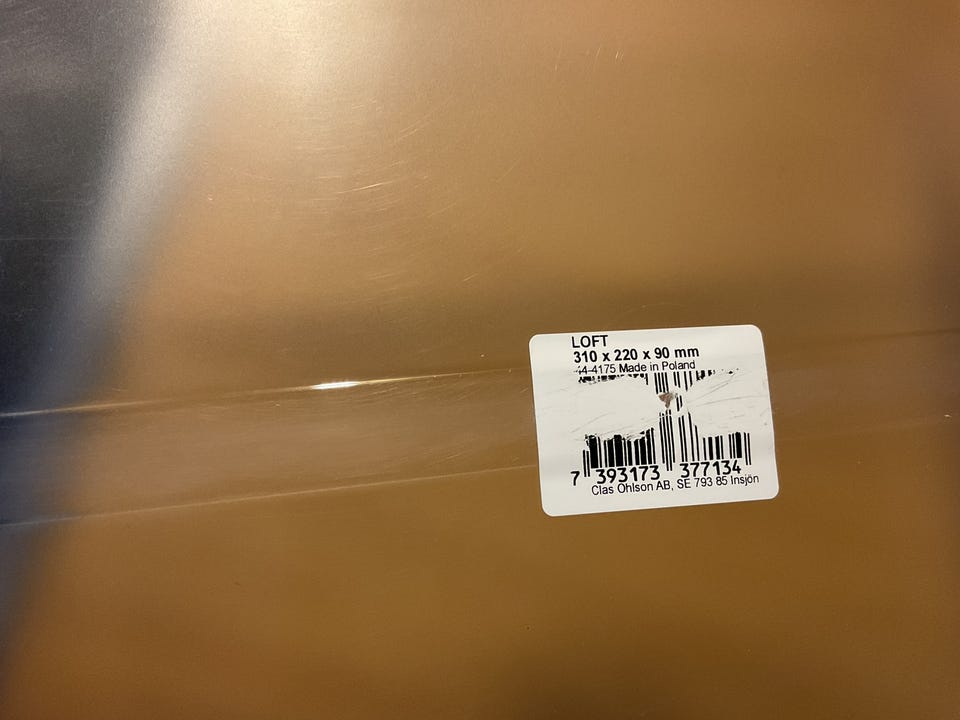 LOFT
310 x 220 x 90 mm
44-4175 Made in Poland
7 393173 377134
Clas Ohlson AB, SE 793 85 Insjön